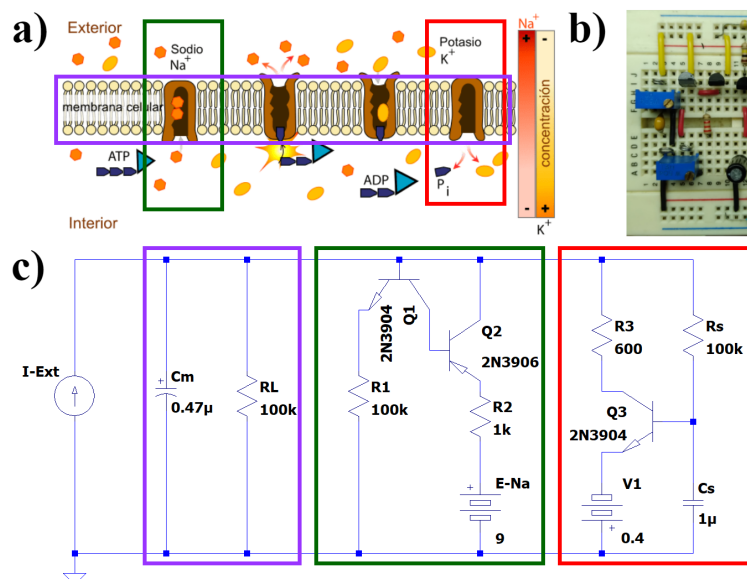 a)
Exterior
Sodio
Na+
Potasio
K+
Na+
+ -
membrana celular
concentración
ATP
ADP
Pi
- +
K+
Interior
b)
J
F G H I
A B C D E
c)
I-Ext
Cm
0.47µ
RL
100k
2N3904
Q1
R1
100k
Q2
2N3906
R2
1k
E-Na
9
R3
600
Rs
100k
Q3
2N3904
V1
0.4
Cs
1µ